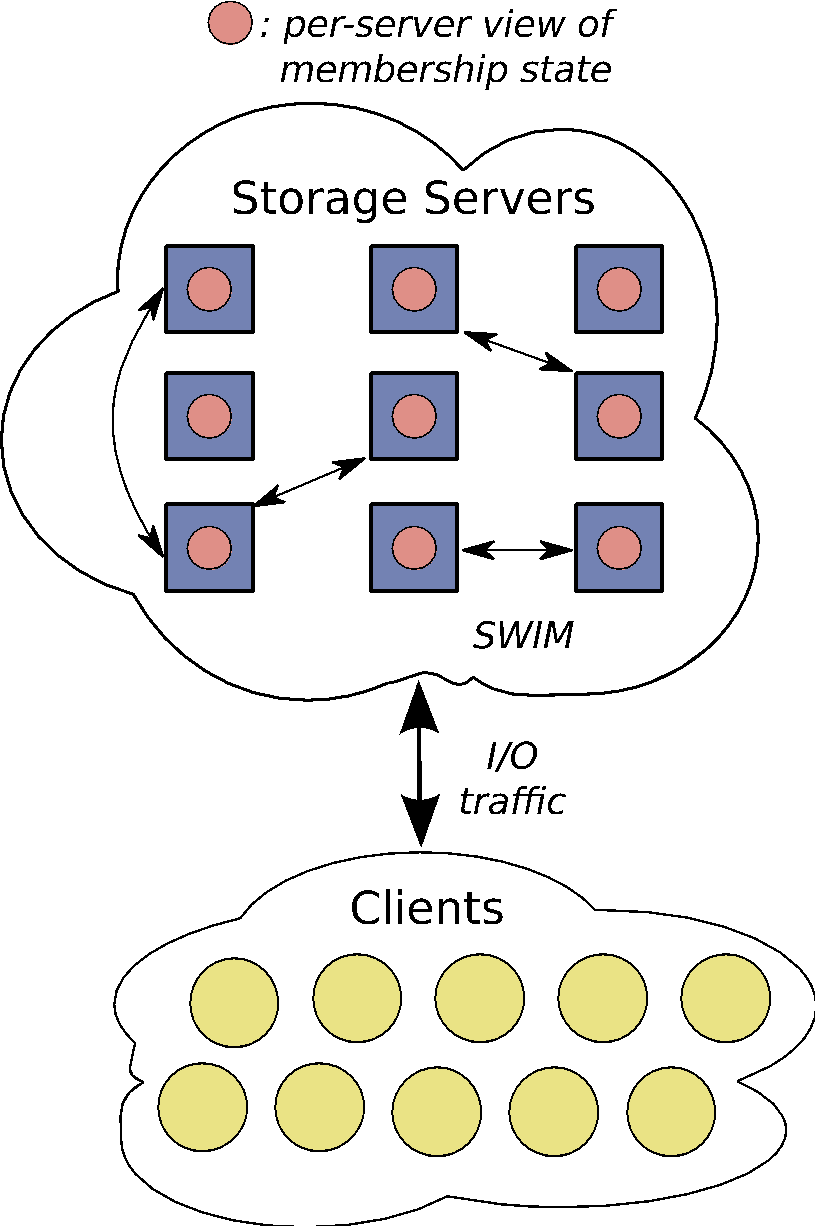 : per-server view of
membership state
Storage Servers
SWIM
I/O
traffic
Clients